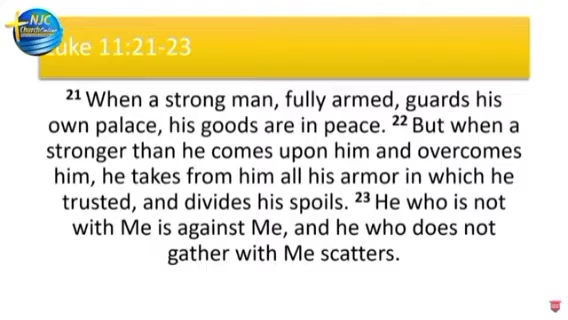 NJC
Church Online
uke 11:21-23
21 When a strong man, fully armed, guards his
own palace, his goods are in peace. 22 But when a
stronger than he comes upon him and overcomes
him, he takes from him all his armor in which he
trusted, and divides his spoils. 23 He who is not
with Me is against Me, and he who does not
gather with Me scatters.